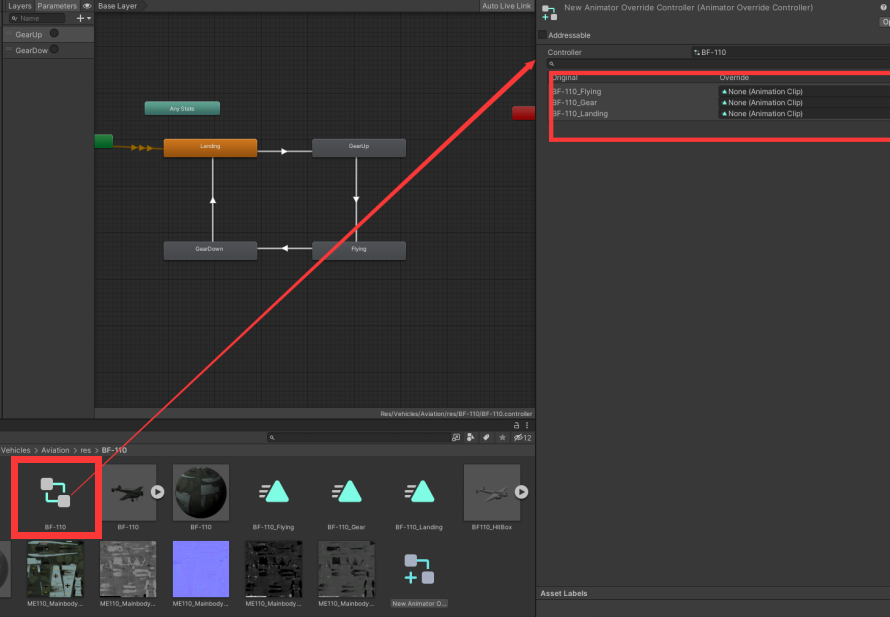 Layers Parameters Base Layer Auto Live Link
Name
GearUp
GearDow
Any State
Landing
GearUp
GearDown
Flying
Res/Vehicles/Aviation/res/BF-110/BF-110.controller
New Animator Override Controller (Animator Override Controller)
Op
Addressable
Controller BF-110
Original Override
BF-110_Flying None (Animation Clip)
BF-110_Gear None (Animation Clip)
BF-110_Landing None (Animation Clip)
12
Vehicles > Aviation > res > BF-110
BF-110 BF-110 BF-110 BF-110_Flying BF-110_Gear BF-110_Landing BF110_HitBox
ME110_Mainbody... ME110_Mainbody... ME110_Mainbody... ME110_Mainbody... ME110_Mainbody... New Animator O...
Asset Labels